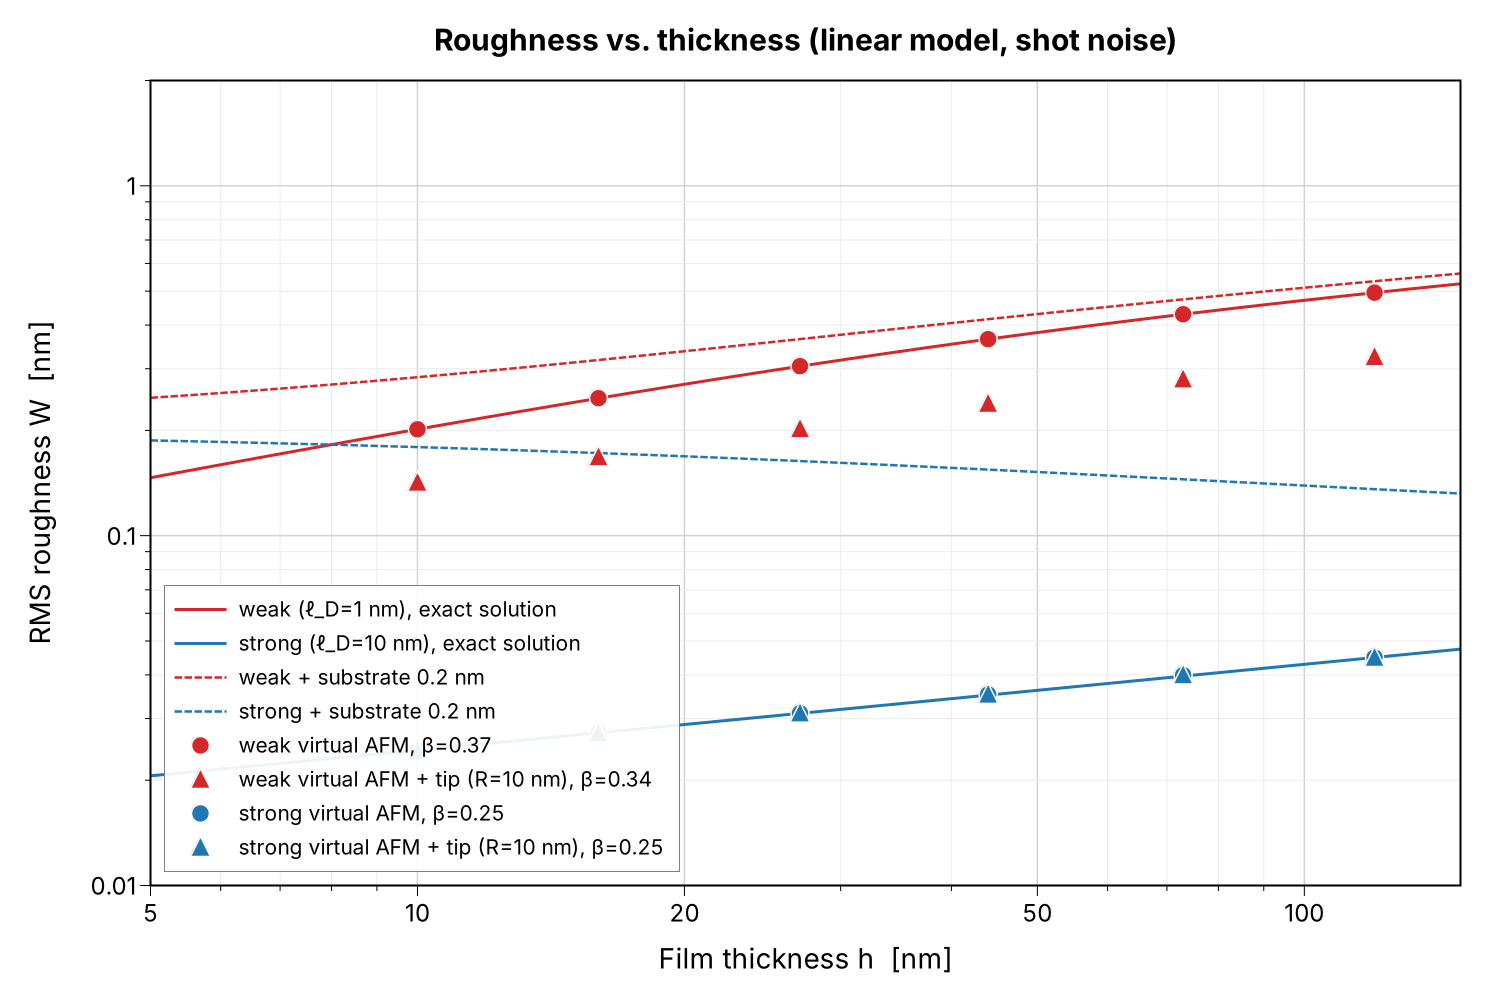 Roughness vs. thickness (linear model, shot noise)
RMS roughness W [nm]
1
0.1
0.01
weak (ℓ_D=1 nm), exact solution
strong (ℓ_D=10 nm), exact solution
weak + substrate 0.2 nm
strong + substrate 0.2 nm
weak virtual AFM, β=0.37
weak virtual AFM + tip (R=10 nm), β=0.34
strong virtual AFM, β=0.25
strong virtual AFM + tip (R=10 nm), β=0.25
5 10 20 50 100
Film thickness h [nm]